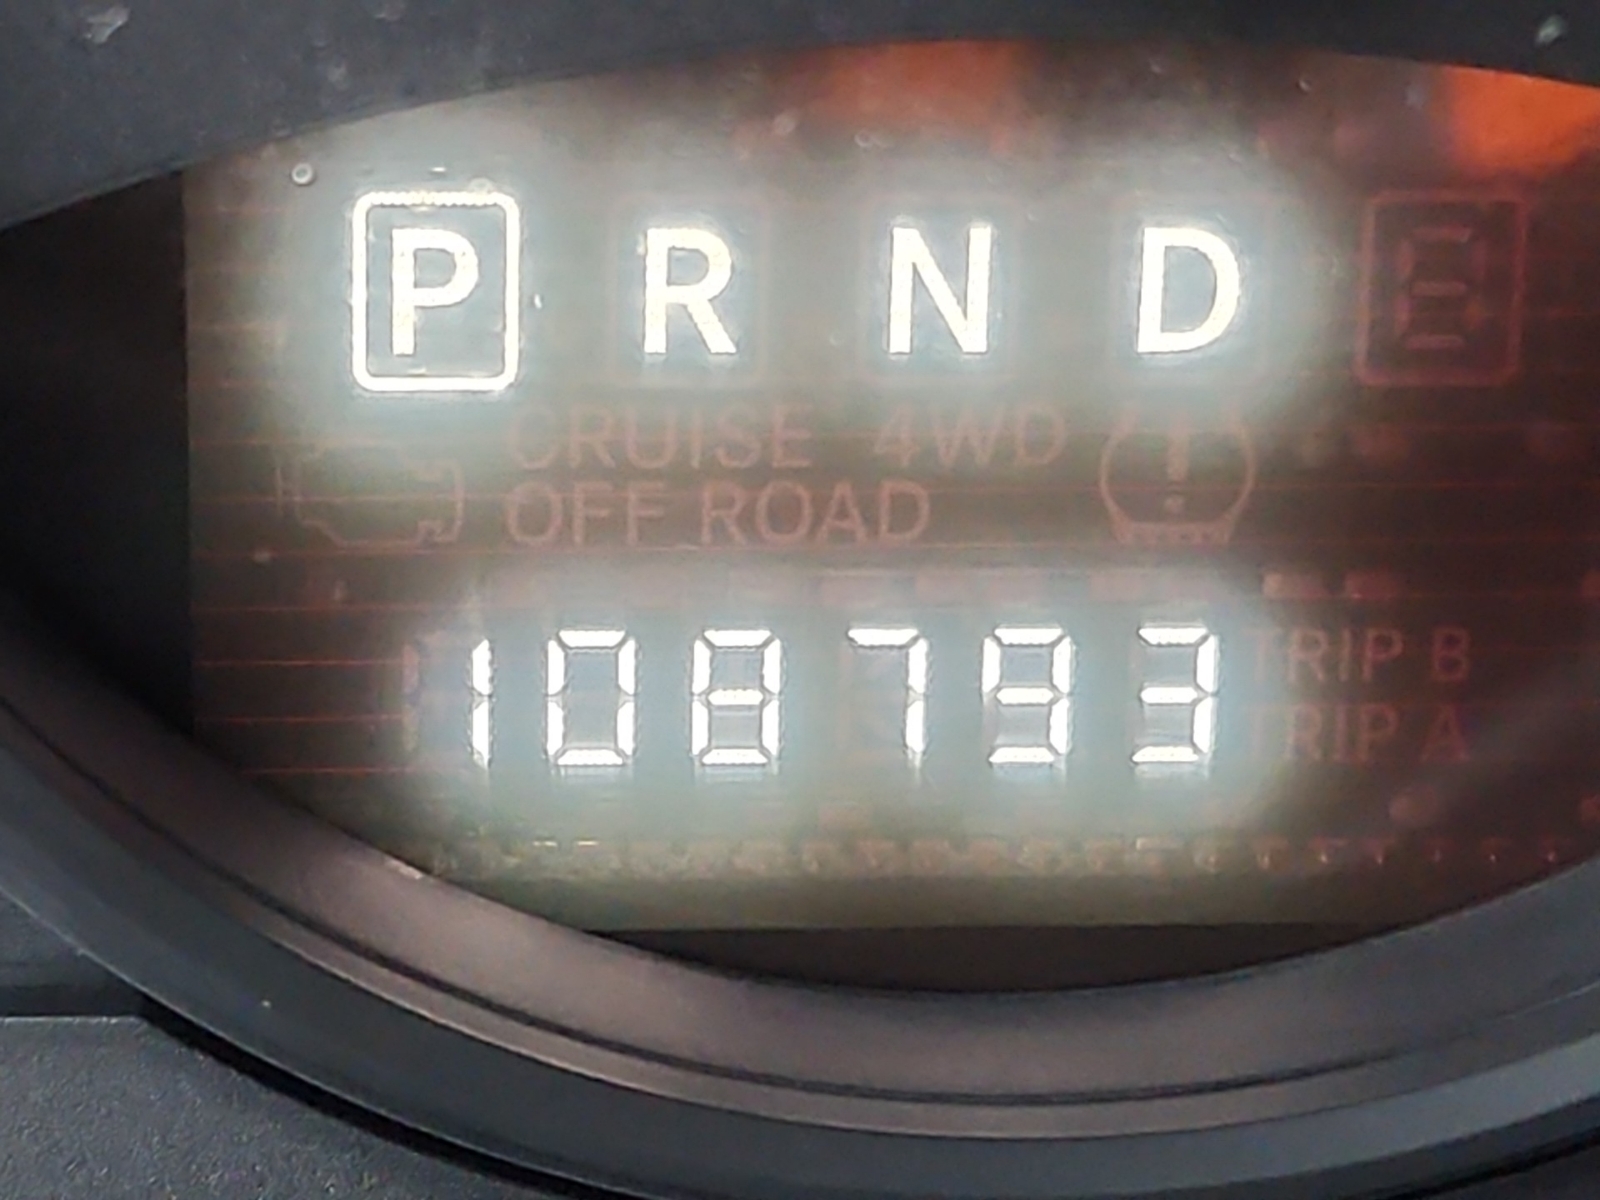 P R N D
CRUISE 4WD
OFF ROAD
108793
TRIP B
TRIP A